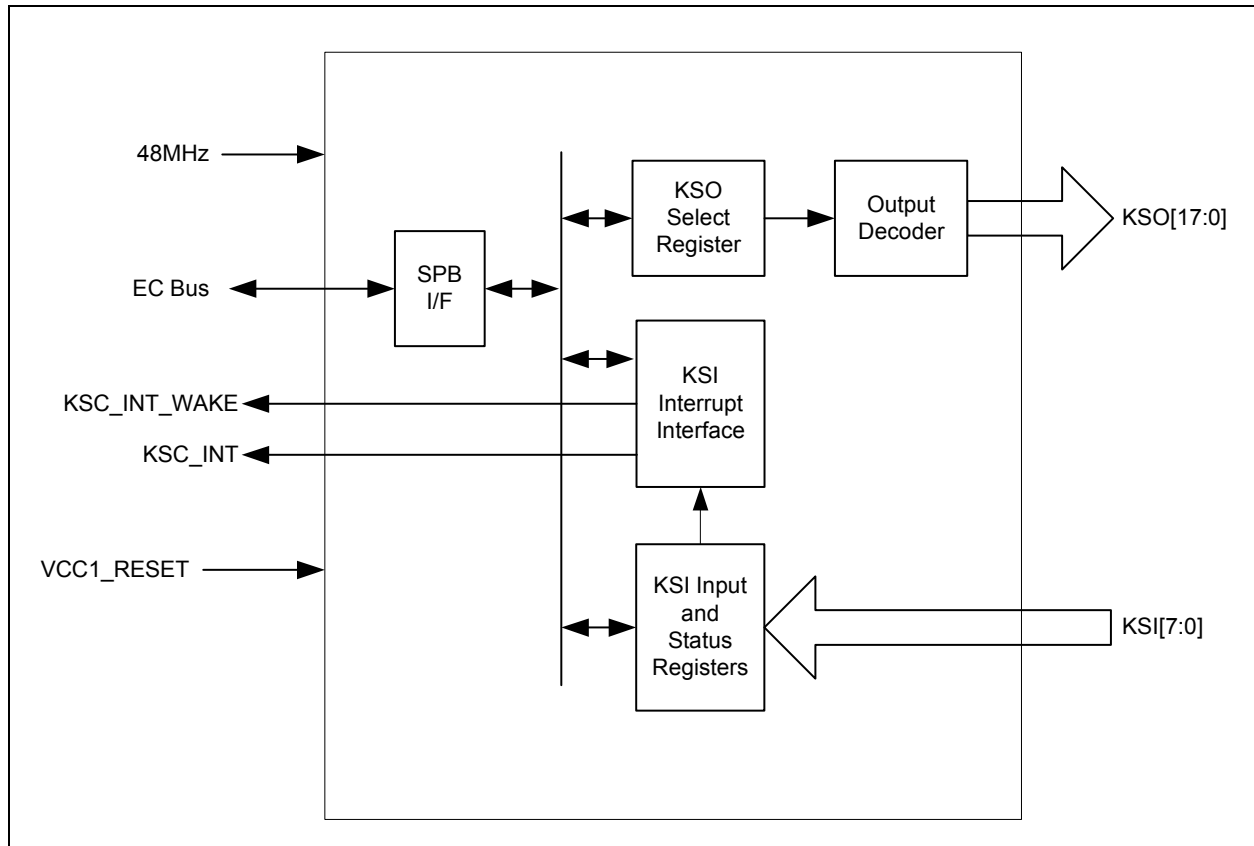 48MHz
KSO
Select
Register
Output
Decoder
KSO[17:0]
EC Bus
SPB
I/F
KSI
Interrupt
Interface
KSC_INT_WAKE
KSC_INT
VCC1_RESET
KSI Input
and
Status
Registers
KSI[7:0]